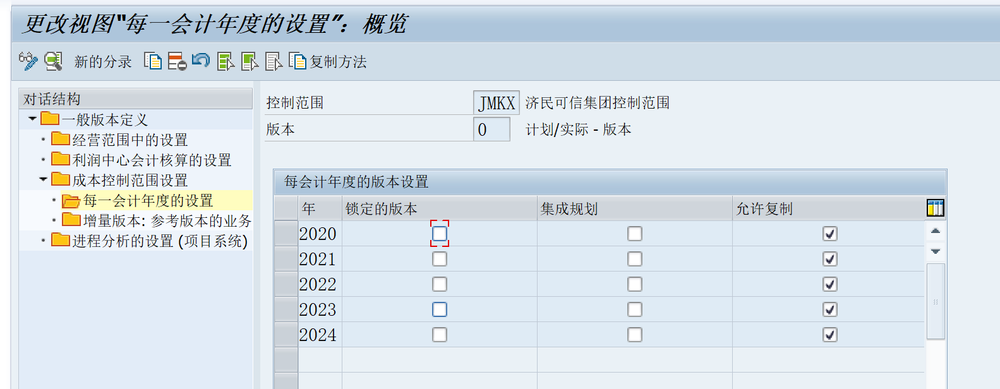 更改视图"每一会计年度的设置": 概览
新的分录 复制方法
对话结构
一般版本定义
经营范围中的设置
利润中心会计核算的设置
成本控制范围设置
每一会计年度的设置
增量版本: 参考版本的业务
进程分析的设置 (项目系统)
控制范围 JMKX 济民可信集团控制范围
版本 0 计划/实际 - 版本
每会计年度的版本设置
年 锁定的版本 集成规划 允许复制
2020
2021
2022
2023
2024